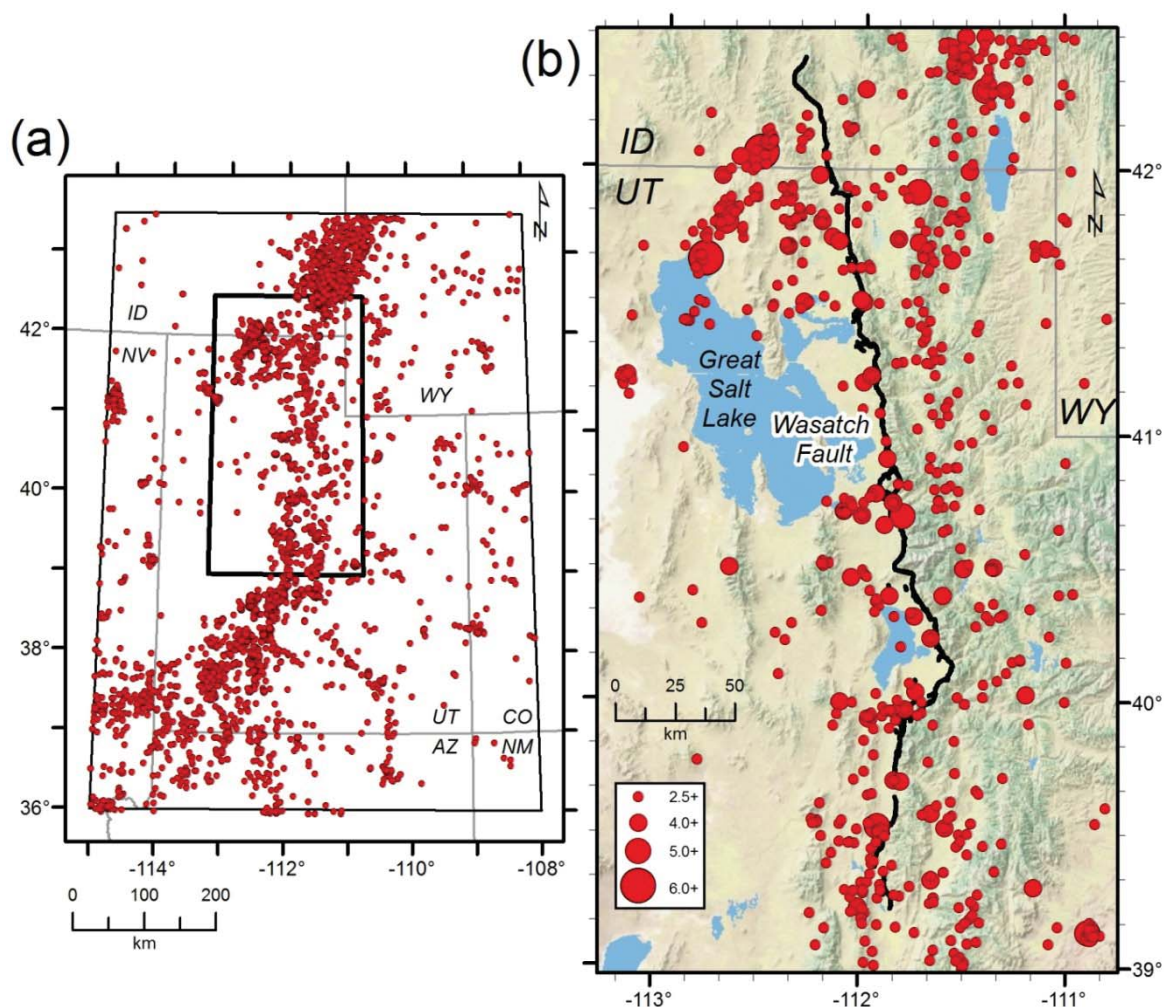 (a)
N
ID
NV
WY
UT
CO
AZ
NM
42°
40°
38°
36°
-114°
-112°
-110°
-108°
0
100
200
km
(b)
ID
UT
N
Great
Salt
Lake
Wasatch
Fault
WY
0
25
50
km
2.5+
4.0+
5.0+
6.0+
42°
41°
40°
39°
-113°
-112°
-111°